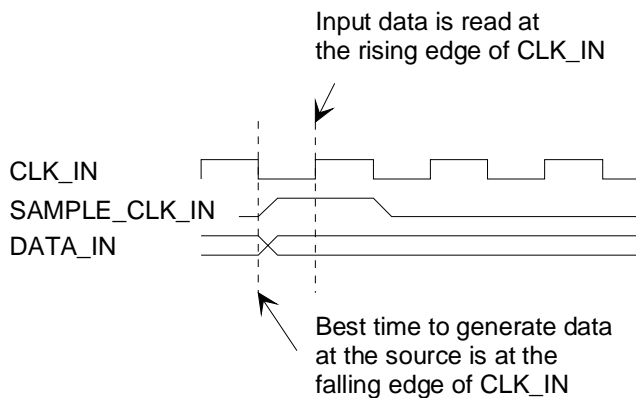 Input data is read at
the rising edge of CLK_IN
CLK_IN
SAMPLE_CLK_IN
DATA_IN
Best time to generate data
at the source is at the
falling edge of CLK_IN